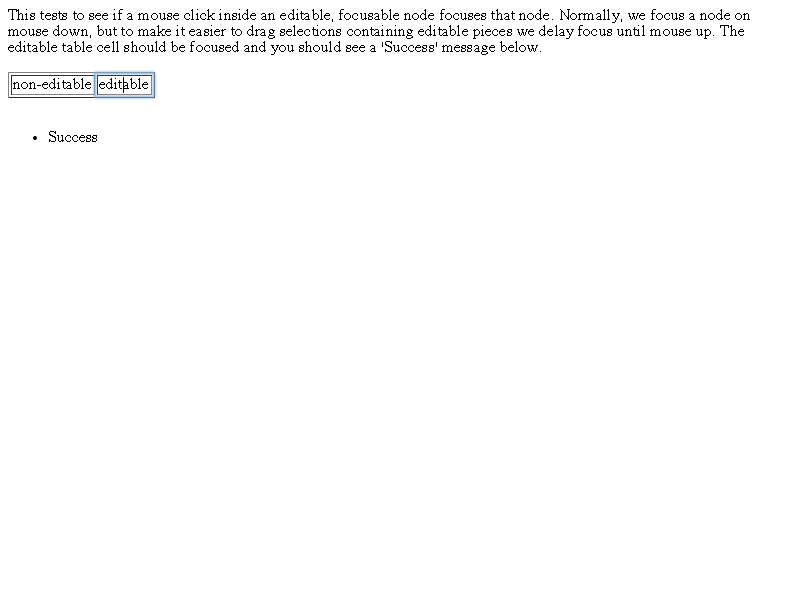 This tests to see if a mouse click inside an editable, focusable node focuses that node. Normally, we focus a node on
mouse down, but to make it easier to drag selections containing editable pieces we delay focus until mouse up. The
editable table cell should be focused and you should see a 'Success' message below.
non-editable editable
• Success